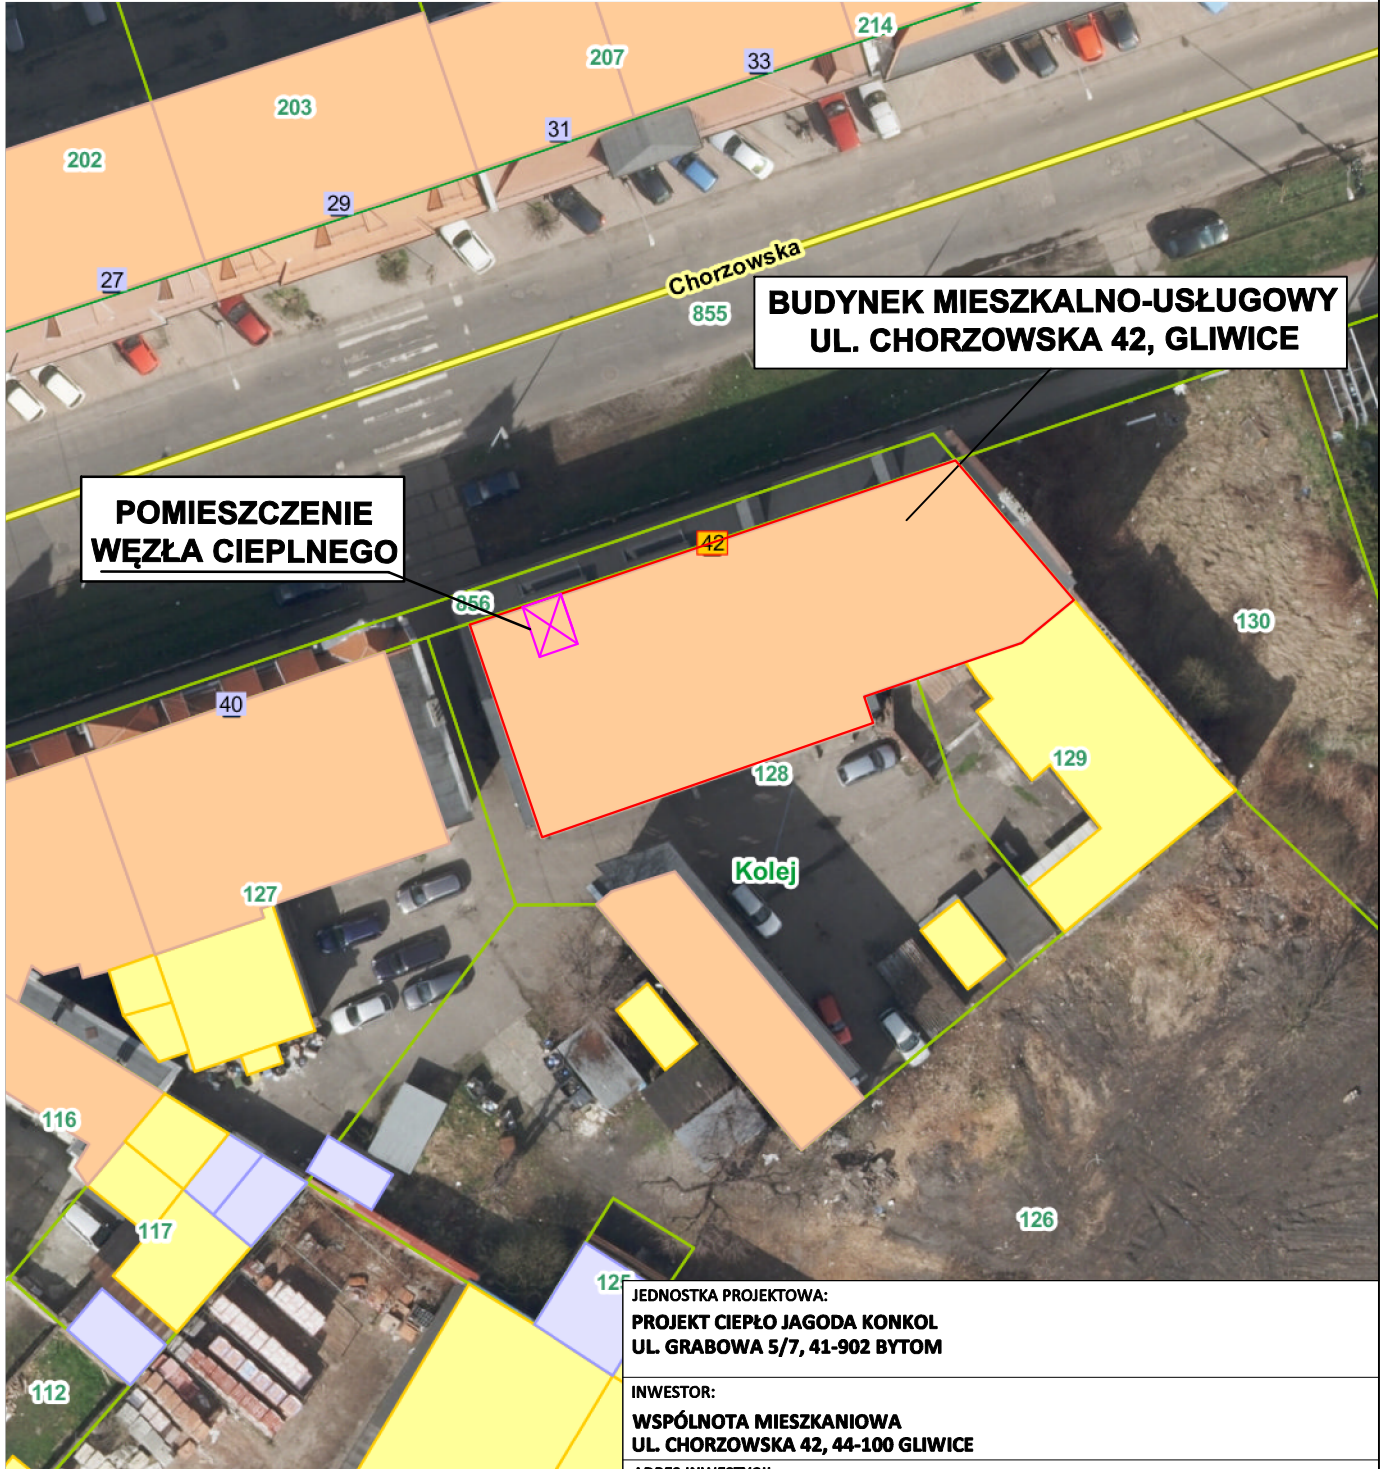 214
207
33
203
31
202
29
27
Chorzowska
855
BUDYNEK MIESZKALNO-USŁUGOWY
UL. CHORZOWSKA 42, GLIWICE
POMIESZCZENIE
WĘZŁA CIEPLNEGO
42
856
130
40
129
128
Kolej
127
116
117
126
125
112
JEDNOSTKA PROJEKTOWA:
PROJEKT CIEPŁO JAGODA KONKOL
UL. GRABOWA 5/7, 41-902 BYTOM
INWESTOR:
WSPÓLNOTA MIESZKANIOWA
UL. CHORZOWSKA 42, 44-100 GLIWICE